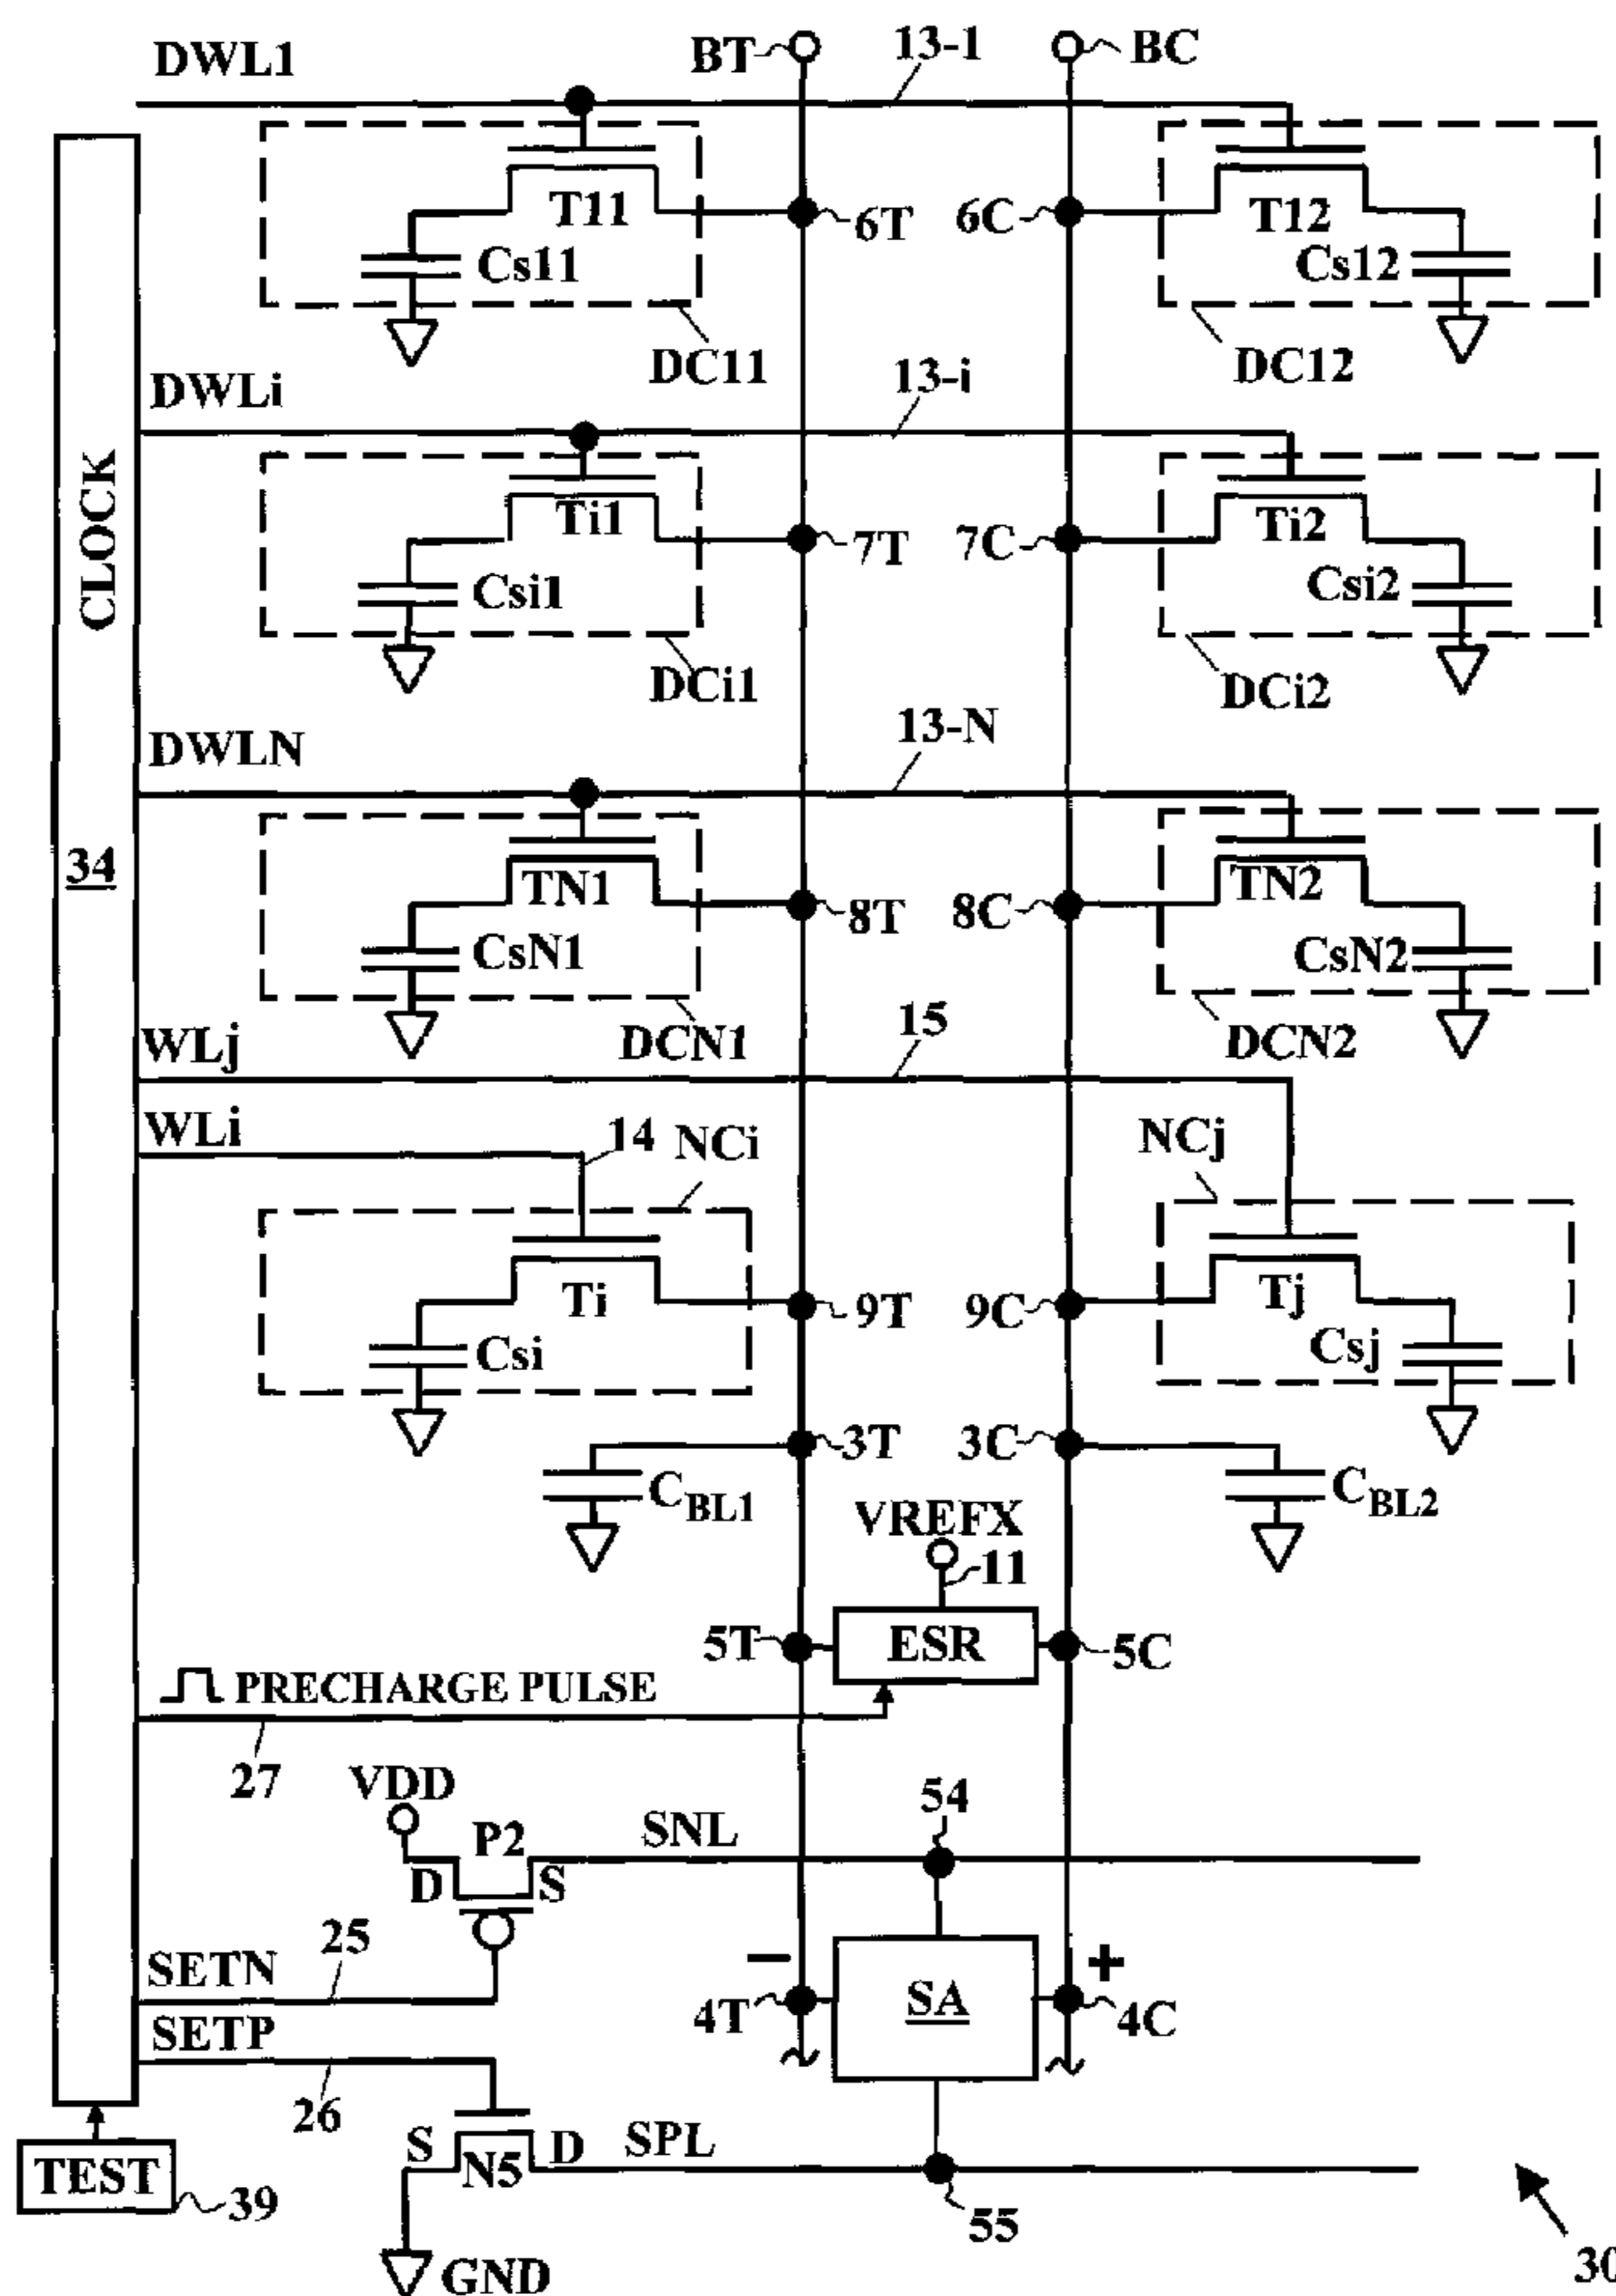 DWL1
BT
13-1
BC
T11
6T
6C
T12
Cs11
Cs12
DC11
DC12
DWLi
13-i
CLOCK
Ti1
7T
7C
Ti2
Csi1
Csi2
DCi1
DCi2
DWLN
13-N
34
TN1
8T
8C
TN2
CsN1
CsN2
DCN1
DCN2
WLj
15
WLi
14
NCi
NCj
Ti
9T
9C
Tj
Csi
Csj
3T
3C
CBL1
CBL2
VREFX
11
5T
ESR
5C
PRECHARGE PULSE
27
VDD
P2
SNL
54
D
S
25
SETN
− +
4T
SA
4C
SETP
26
S
N5
D
SPL
TEST
39
55
GND
30